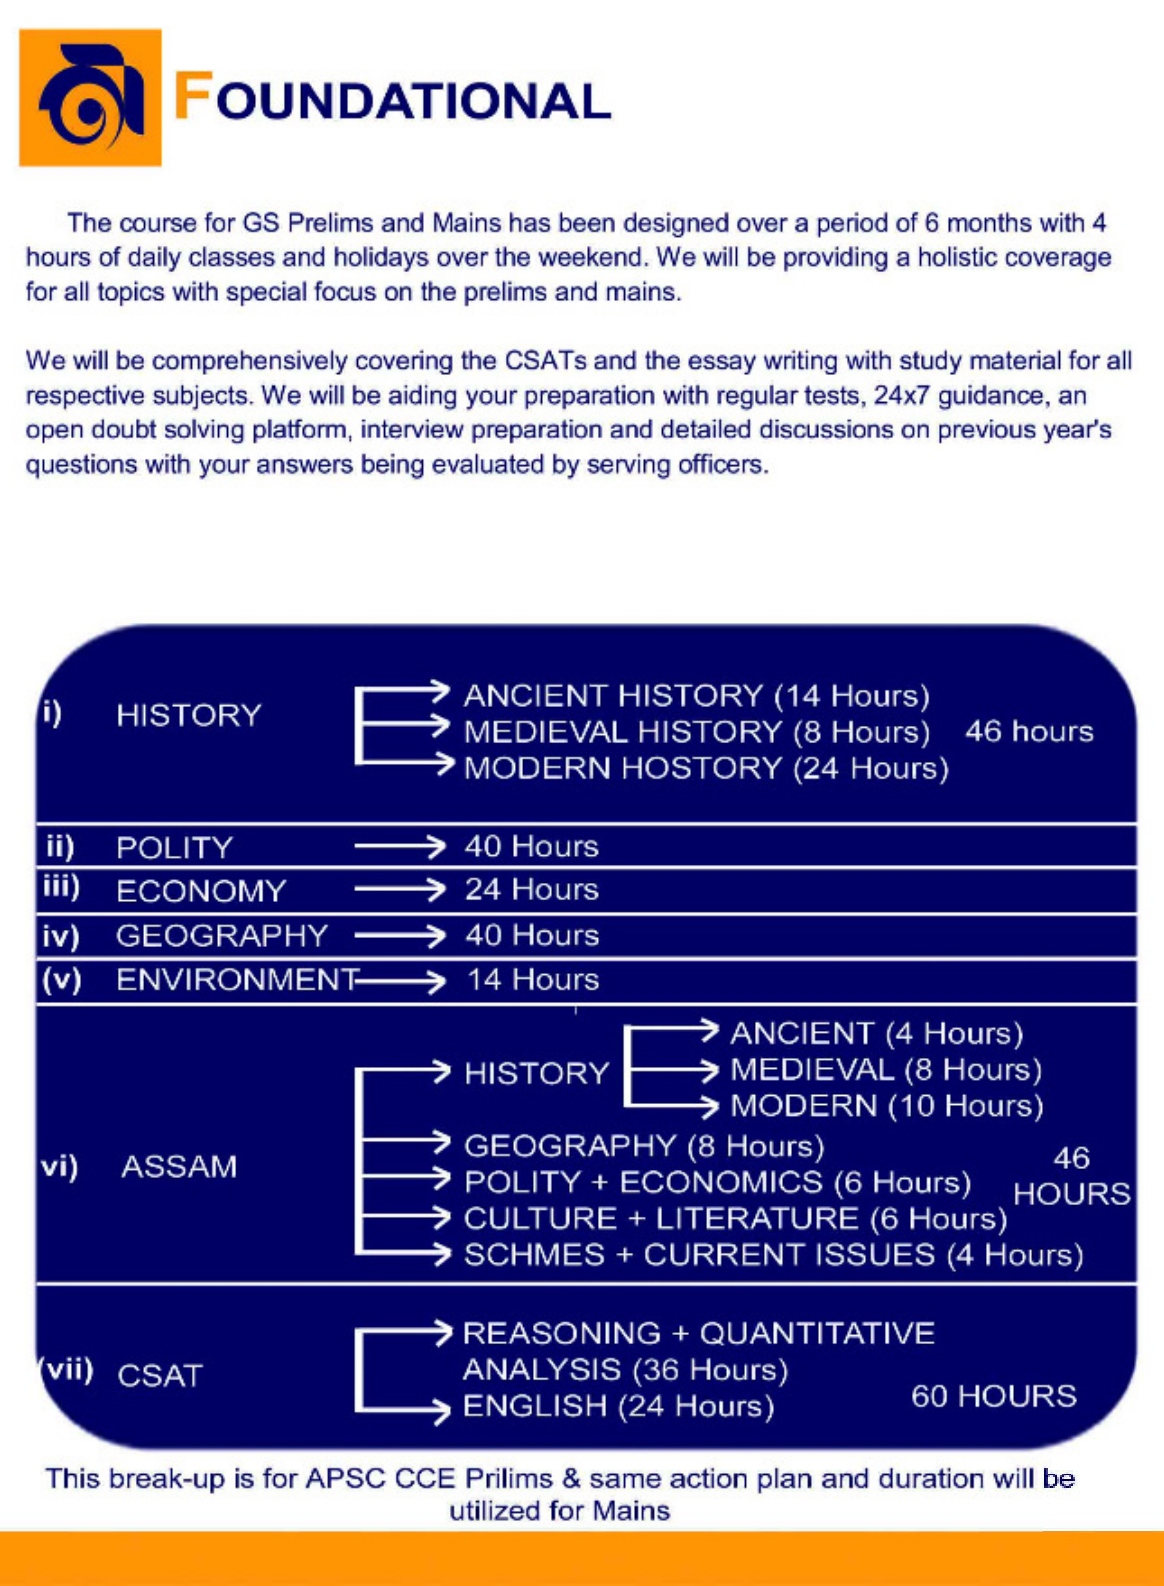 FOUNDATIONAL
The course for GS Prelims and Mains has been designed over a period of 6 months with 4
hours of daily classes and holidays over the weekend. We will be providing a holistic coverage
for all topics with special focus on the prelims and mains.
We will be comprehensively covering the CSATs and the essay writing with study material for all
respective subjects. We will be aiding your preparation with regular tests, 24x7 guidance, an
open doubt solving platform, interview preparation and detailed discussions on previous year's
questions with your answers being evaluated by serving officers.
i) HISTORY
ANCIENT HISTORY (14 Hours)
MEDIEVAL HISTORY (8 Hours) 46 hours
MODERN HOSTORY (24 Hours)
ii) POLITY 40 Hours
iii) ECONOMY 24 Hours
iv) GEOGRAPHY 40 Hours
(v) ENVIRONMENT 14 Hours
vi) ASSAM
HISTORY
ANCIENT (4 Hours)
MEDIEVAL (8 Hours)
MODERN (10 Hours)
GEOGRAPHY (8 Hours)
POLITY + ECONOMICS (6 Hours)
CULTURE + LITERATURE (6 Hours)
SCHMES + CURRENT ISSUES (4 Hours)
46
HOURS
(vii) CSAT
REASONING + QUANTITATIVE
ANALYSIS (36 Hours)
ENGLISH (24 Hours)
60 HOURS
This break-up is for APSC CCE Prilims & same action plan and duration will be
utilized for Mains